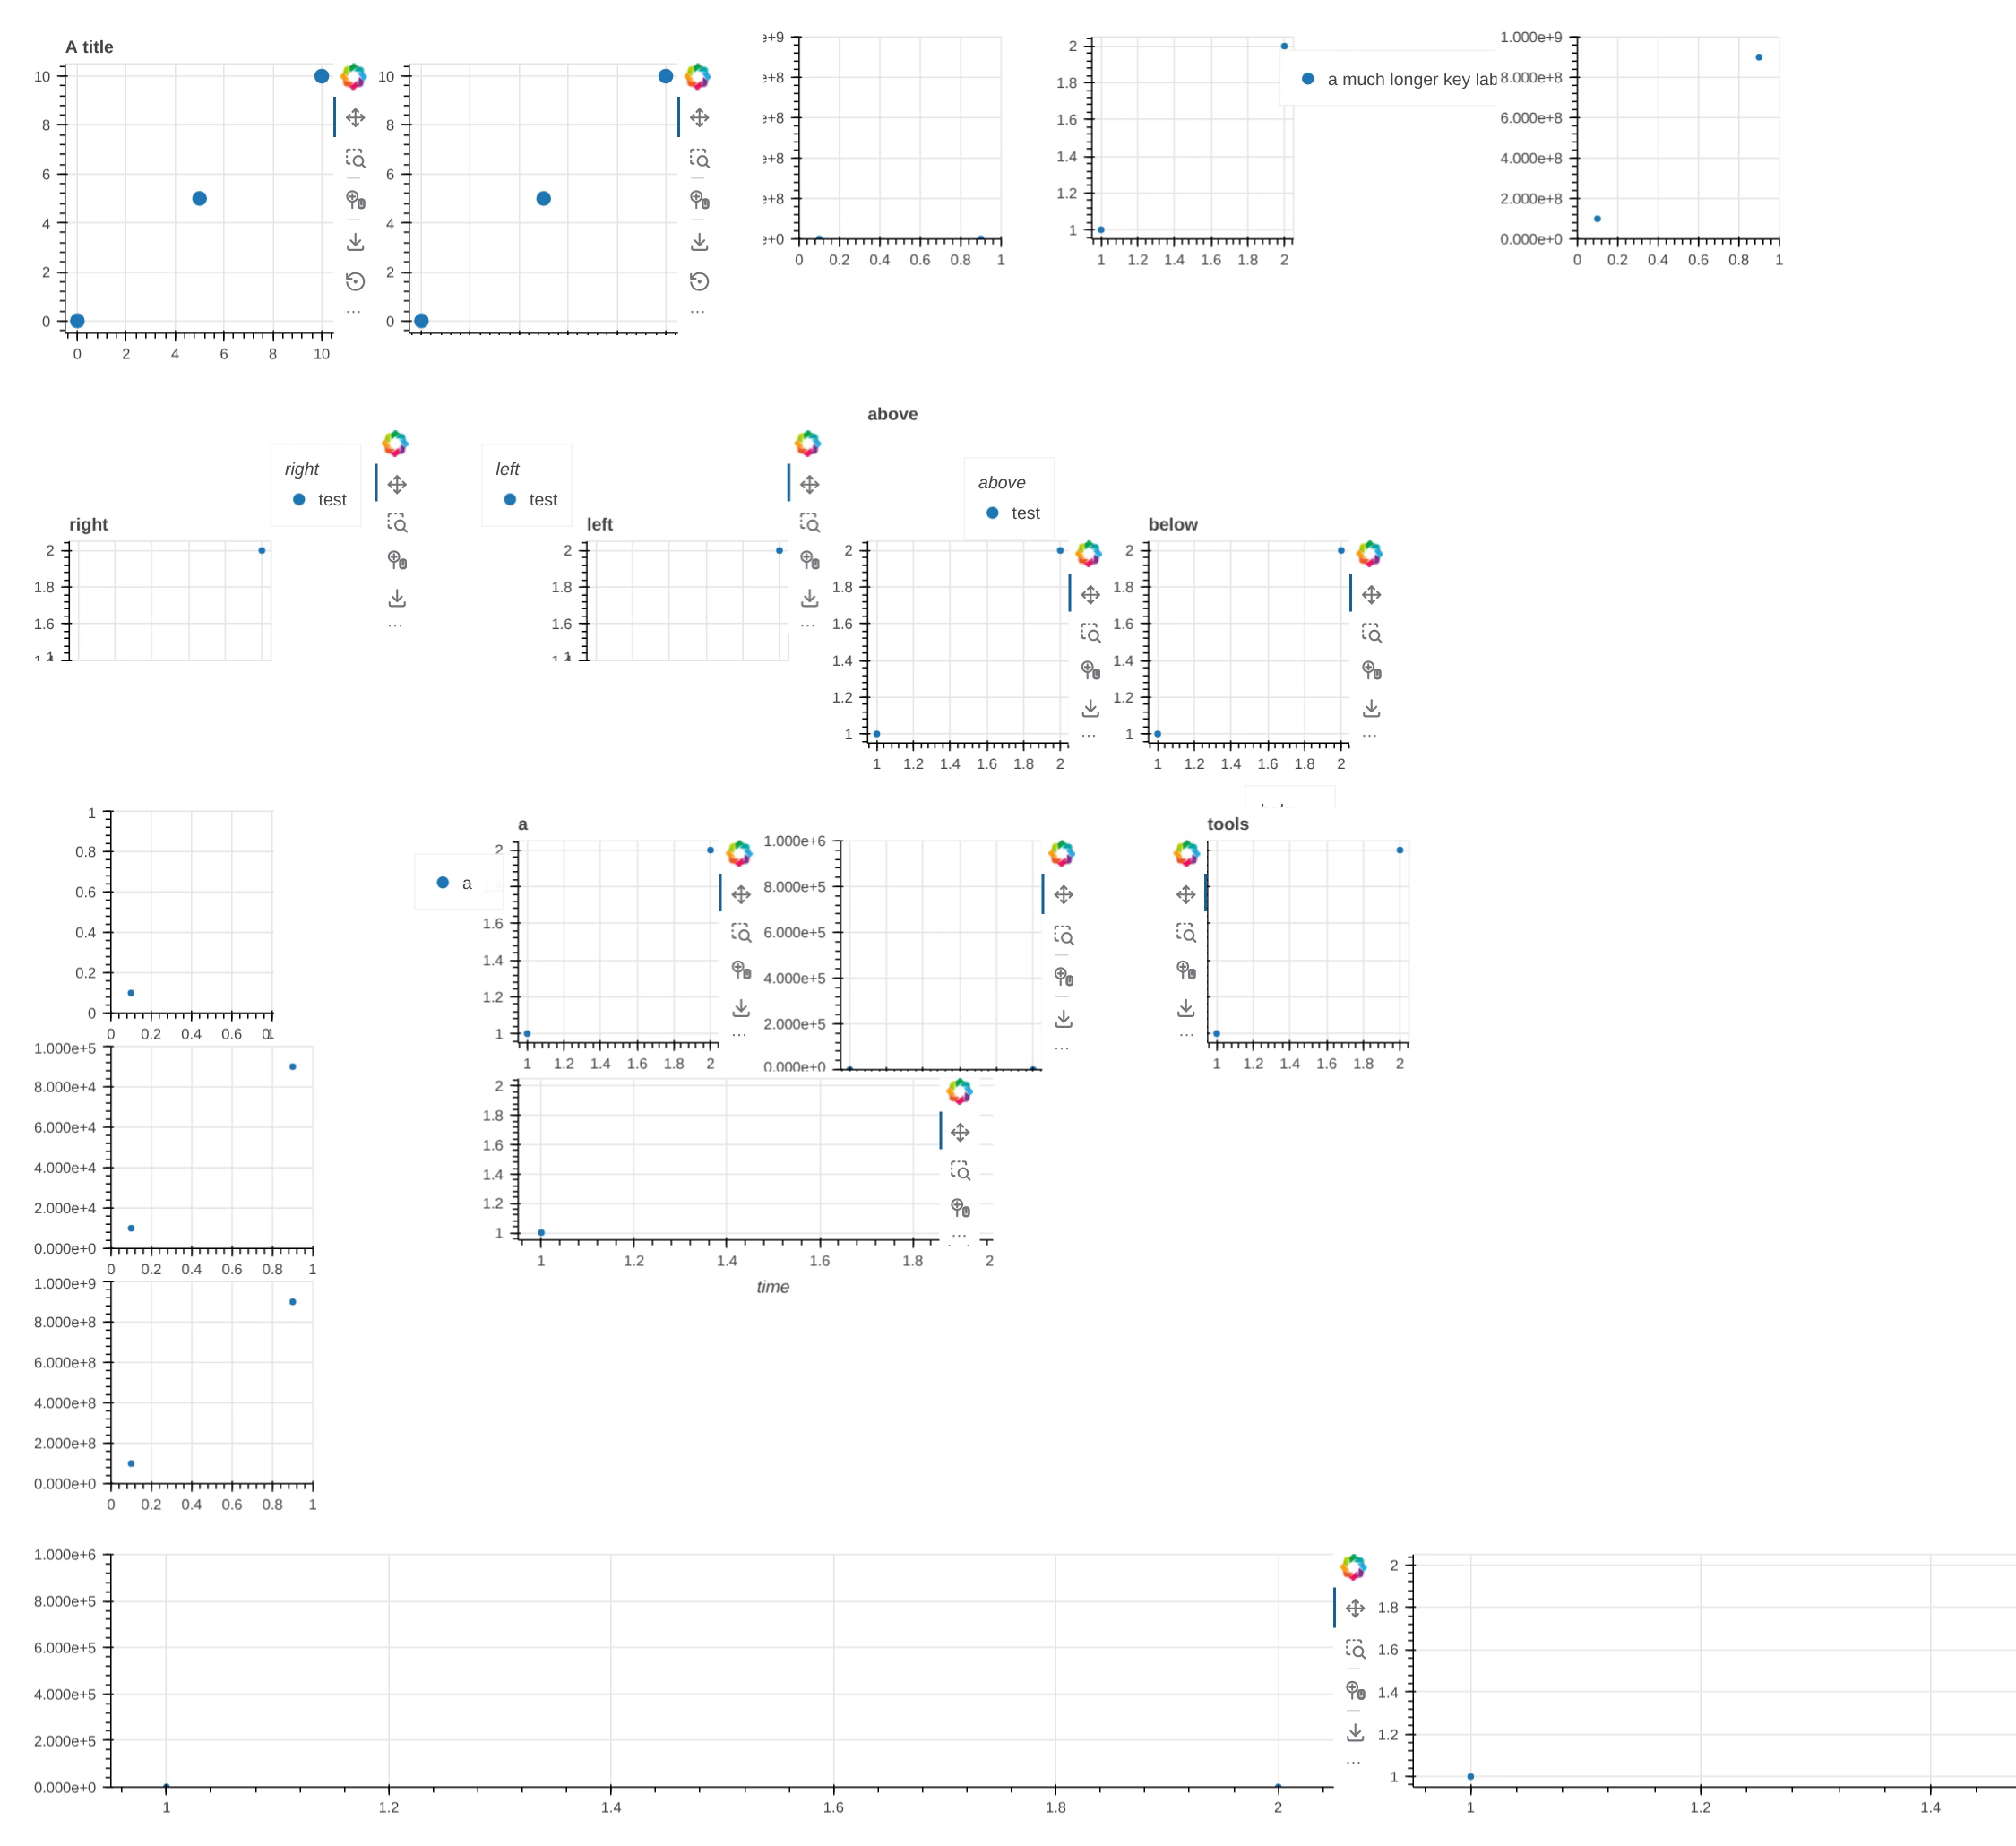 A title
10
8
6
4
2
0
0 2 4 6 8 10
10
8
6
4
2
0
e+9
e+8
e+8
e+8
e+8
e+0
0 0.2 0.4 0.6 0.8 1
2
1.8
1.6
1.4
1.2
1
1 1.2 1.4 1.6 1.8 2
a much longer key lab
1.000e+9
8.000e+8
6.000e+8
4.000e+8
2.000e+8
0.000e+0
0 0.2 0.4 0.6 0.8 1
right
test
right
2
1.8
1.6
left
test
left
2
1.8
1.6
above
above
test
2
1.8
1.6
1.4
1.2
1
1 1.2 1.4 1.6 1.8 2
below
2
1.8
1.6
1.4
1.2
1
1 1.2 1.4 1.6 1.8 2
1
0.8
0.6
0.4
0.2
0
0 0.2 0.4 0.6
1.000e+5
8.000e+4
6.000e+4
4.000e+4
2.000e+4
0.000e+0
0 0.2 0.4 0.6 0.8 1
1.000e+9
8.000e+8
6.000e+8
4.000e+8
2.000e+8
0.000e+0
0 0.2 0.4 0.6 0.8 1
a
a
2
1.6
1.4
1.2
1
1 1.2 1.4 1.6 1.8 2
1.000e+6
8.000e+5
6.000e+5
4.000e+5
2.000e+5
0.000e+0
tools
1 1.2 1.4 1.6 1.8 2
2
1.8
1.6
1.4
1.2
1
1 1.2 1.4 1.6 1.8 2
time
1.000e+6
8.000e+5
6.000e+5
4.000e+5
2.000e+5
0.000e+0
1 1.2 1.4 1.6 1.8 2
2
1.8
1.6
1.4
1.2
1
1 1.2 1.4